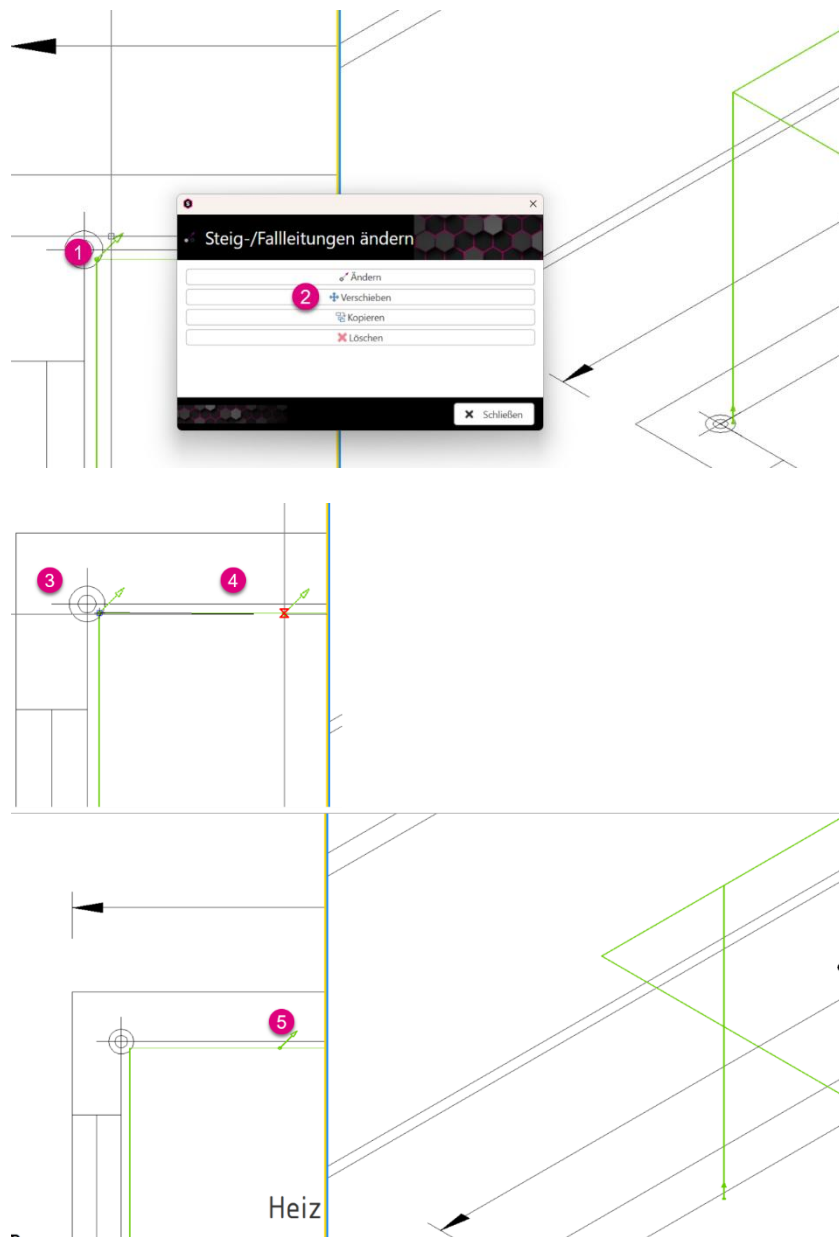 Steig-/Fallleitungen ändern
1
Ändern
2 Verschieben
Kopieren
Löschen
Schließen
3
4
5
Heiz